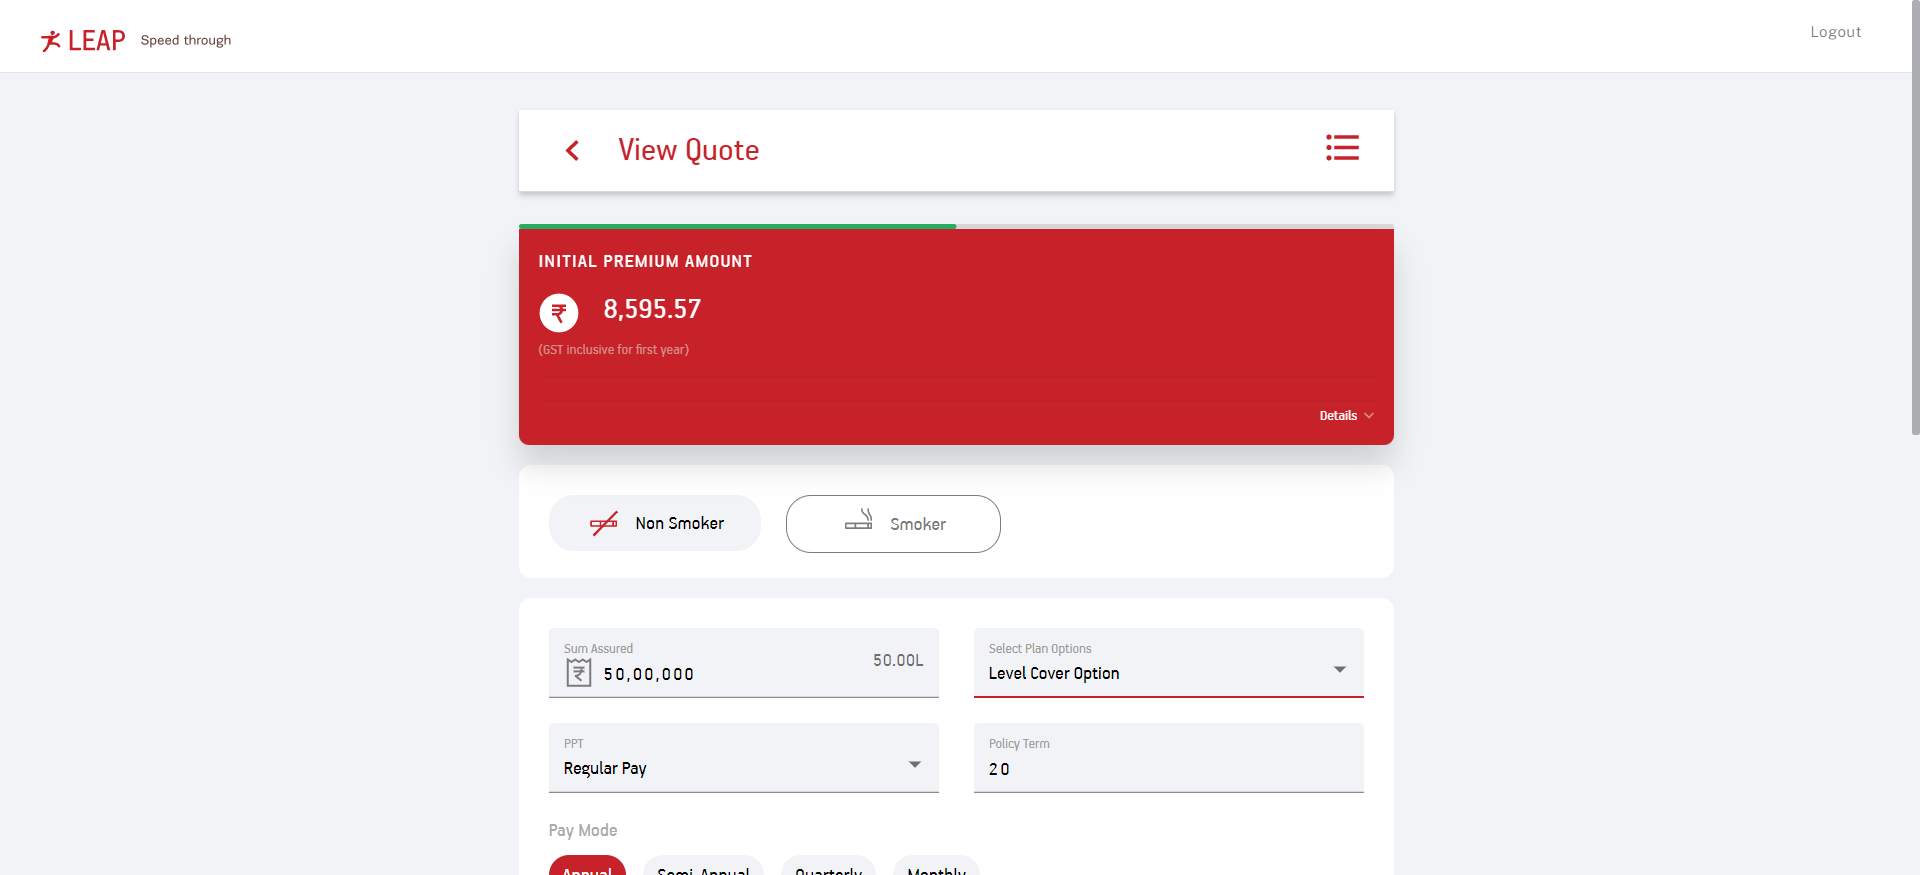 LEAP Speed through
Logout
View Quote
INITIAL PREMIUM AMOUNT
₹ 8,595.57
(GST inclusive for first year)
Details
Non Smoker
Smoker
Sum Assured
₹ 50,00,000
50.00L
Select Plan Options
Level Cover Option
PPT
Regular Pay
Policy Term
20
Pay Mode
Annual Semi-Annual Quarterly Monthly